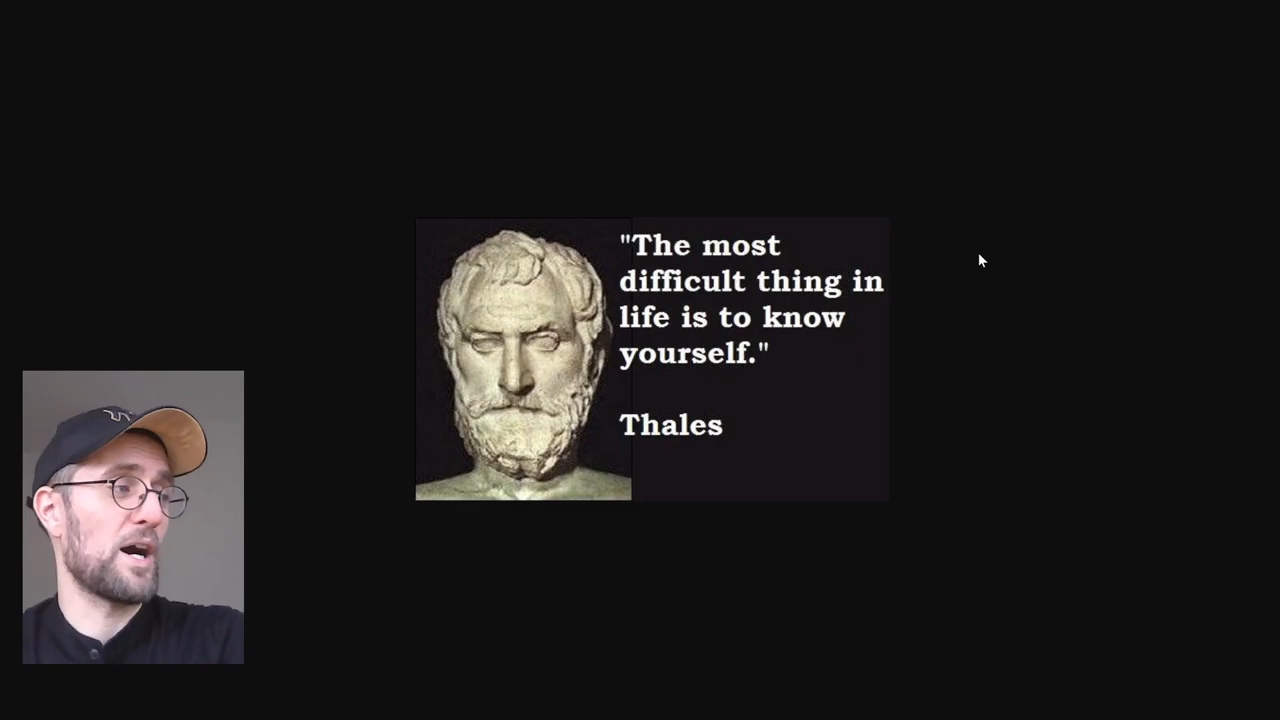 "The most
difficult thing in
life is to know
yourself."
Thales